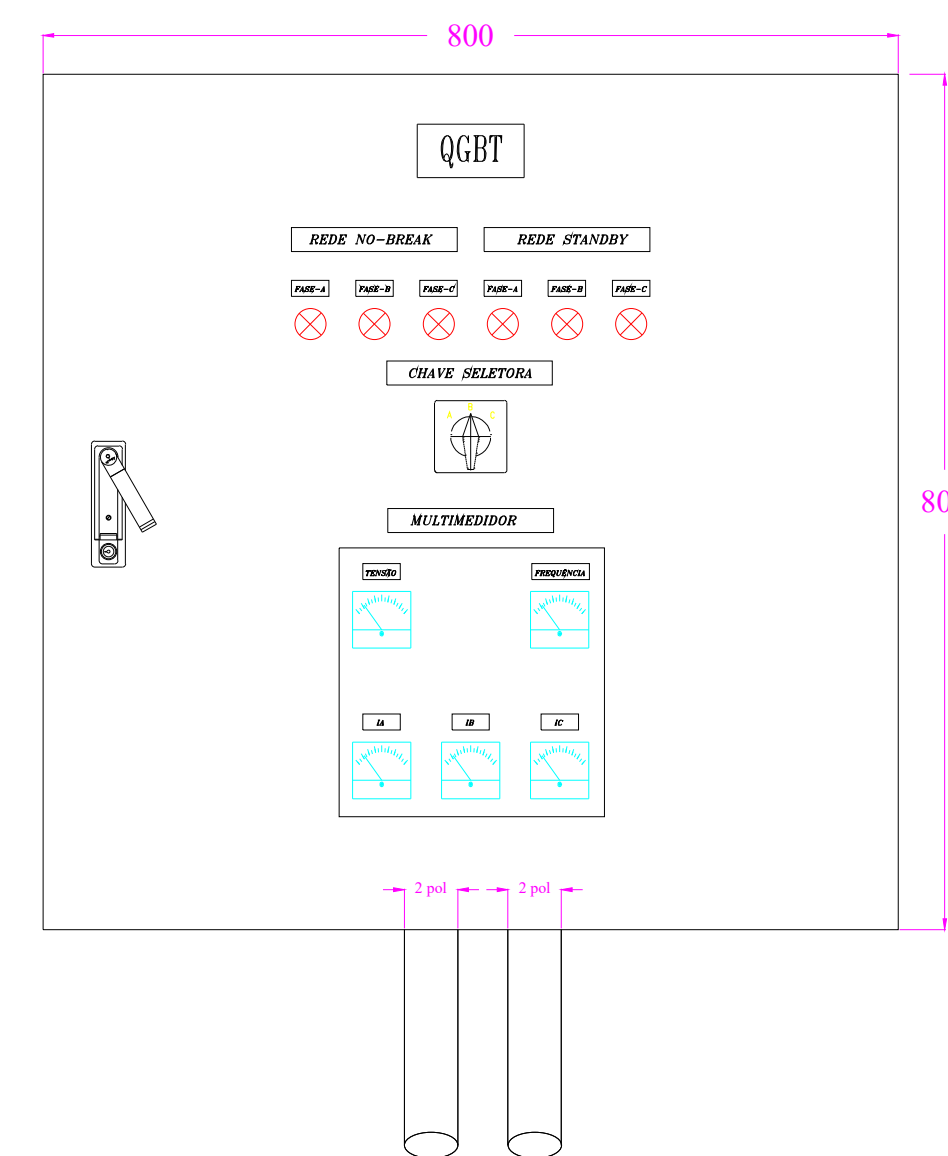 800
QGBT
REDE NO-BREAK REDE STANDBY
FASE-A FASE-B FASE-C FASE-A FASE-B FASE-C
CHAVE SELETORA
A B C
80
MULTIMEDIDOR
TENSÃO FREQUÊNCIA
IA IB IC
2 pol 2 pol